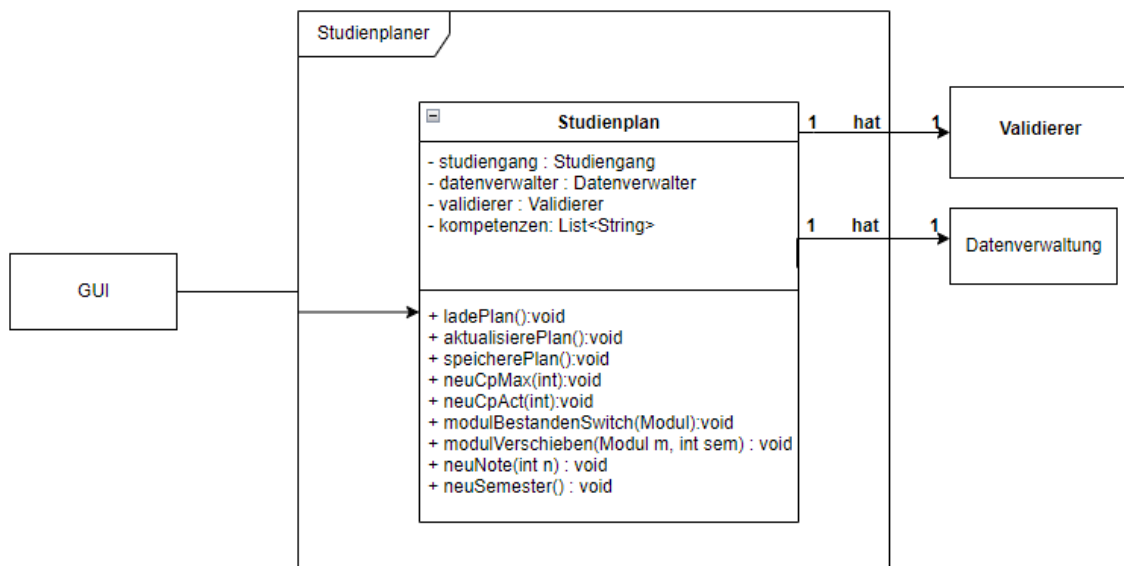 Studienplaner
Studienplan
- studiengang : Studiengang
- datenverwalter : Datenverwalter
- validierer : Validierer
- kompetenzen: List<String>
+ ladePlan():void
+ aktualisierePlan():void
+ speicherePlan():void
+ neuCpMax(int):void
+ neuCpAct(int):void
+ modulBestandenSwitch(Modul):void
+ modulVerschieben(Modul m, int sem) : void
+ neuNote(int n) : void
+ neuSemester() : void
1 hat 1
Validierer
1 hat 1
Datenverwaltung
GUI